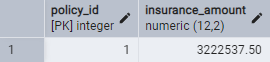 policy_id insurance_amount
[PK] integer numeric (12,2)
1 1 3222537.50